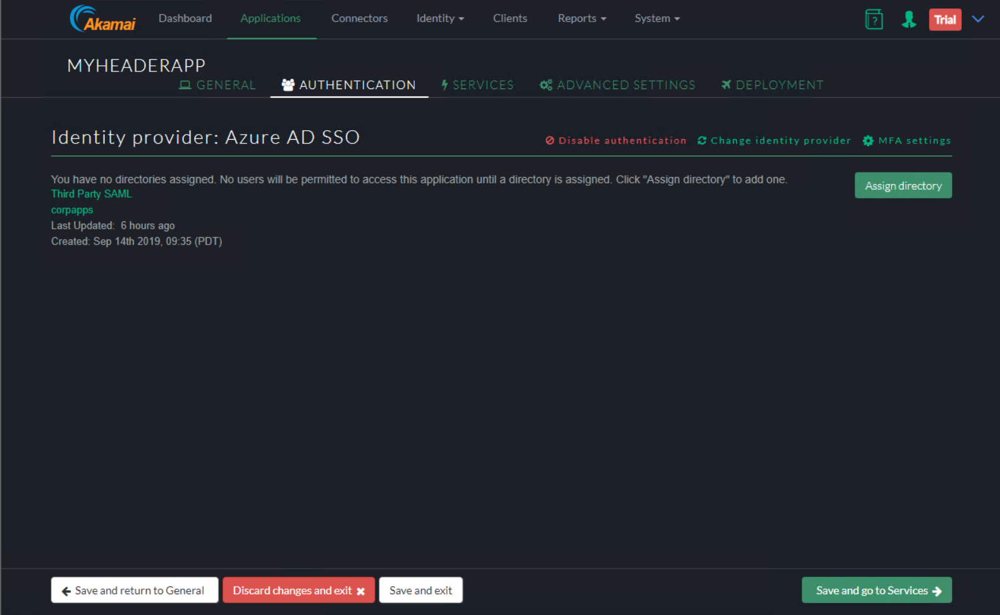 Akamai Dashboard Applications Connectors Identity Clients Reports System ? Trial
MYHEADERAPP
GENERAL AUTHENTICATION SERVICES ADVANCED SETTINGS DEPLOYMENT
Identity provider: Azure AD SSO Disable authentication Change identity provider MFA settings
You have no directories assigned. No users will be permitted to access this application until a directory is assigned. Click "Assign directory" to add one. Assign directory
Third Party SAML
corpapps
Last Updated: 6 hours ago
Created: Sep 14th 2019, 09:35 (PDT)
Save and return to General Discard changes and exit Save and exit Save and go to Services